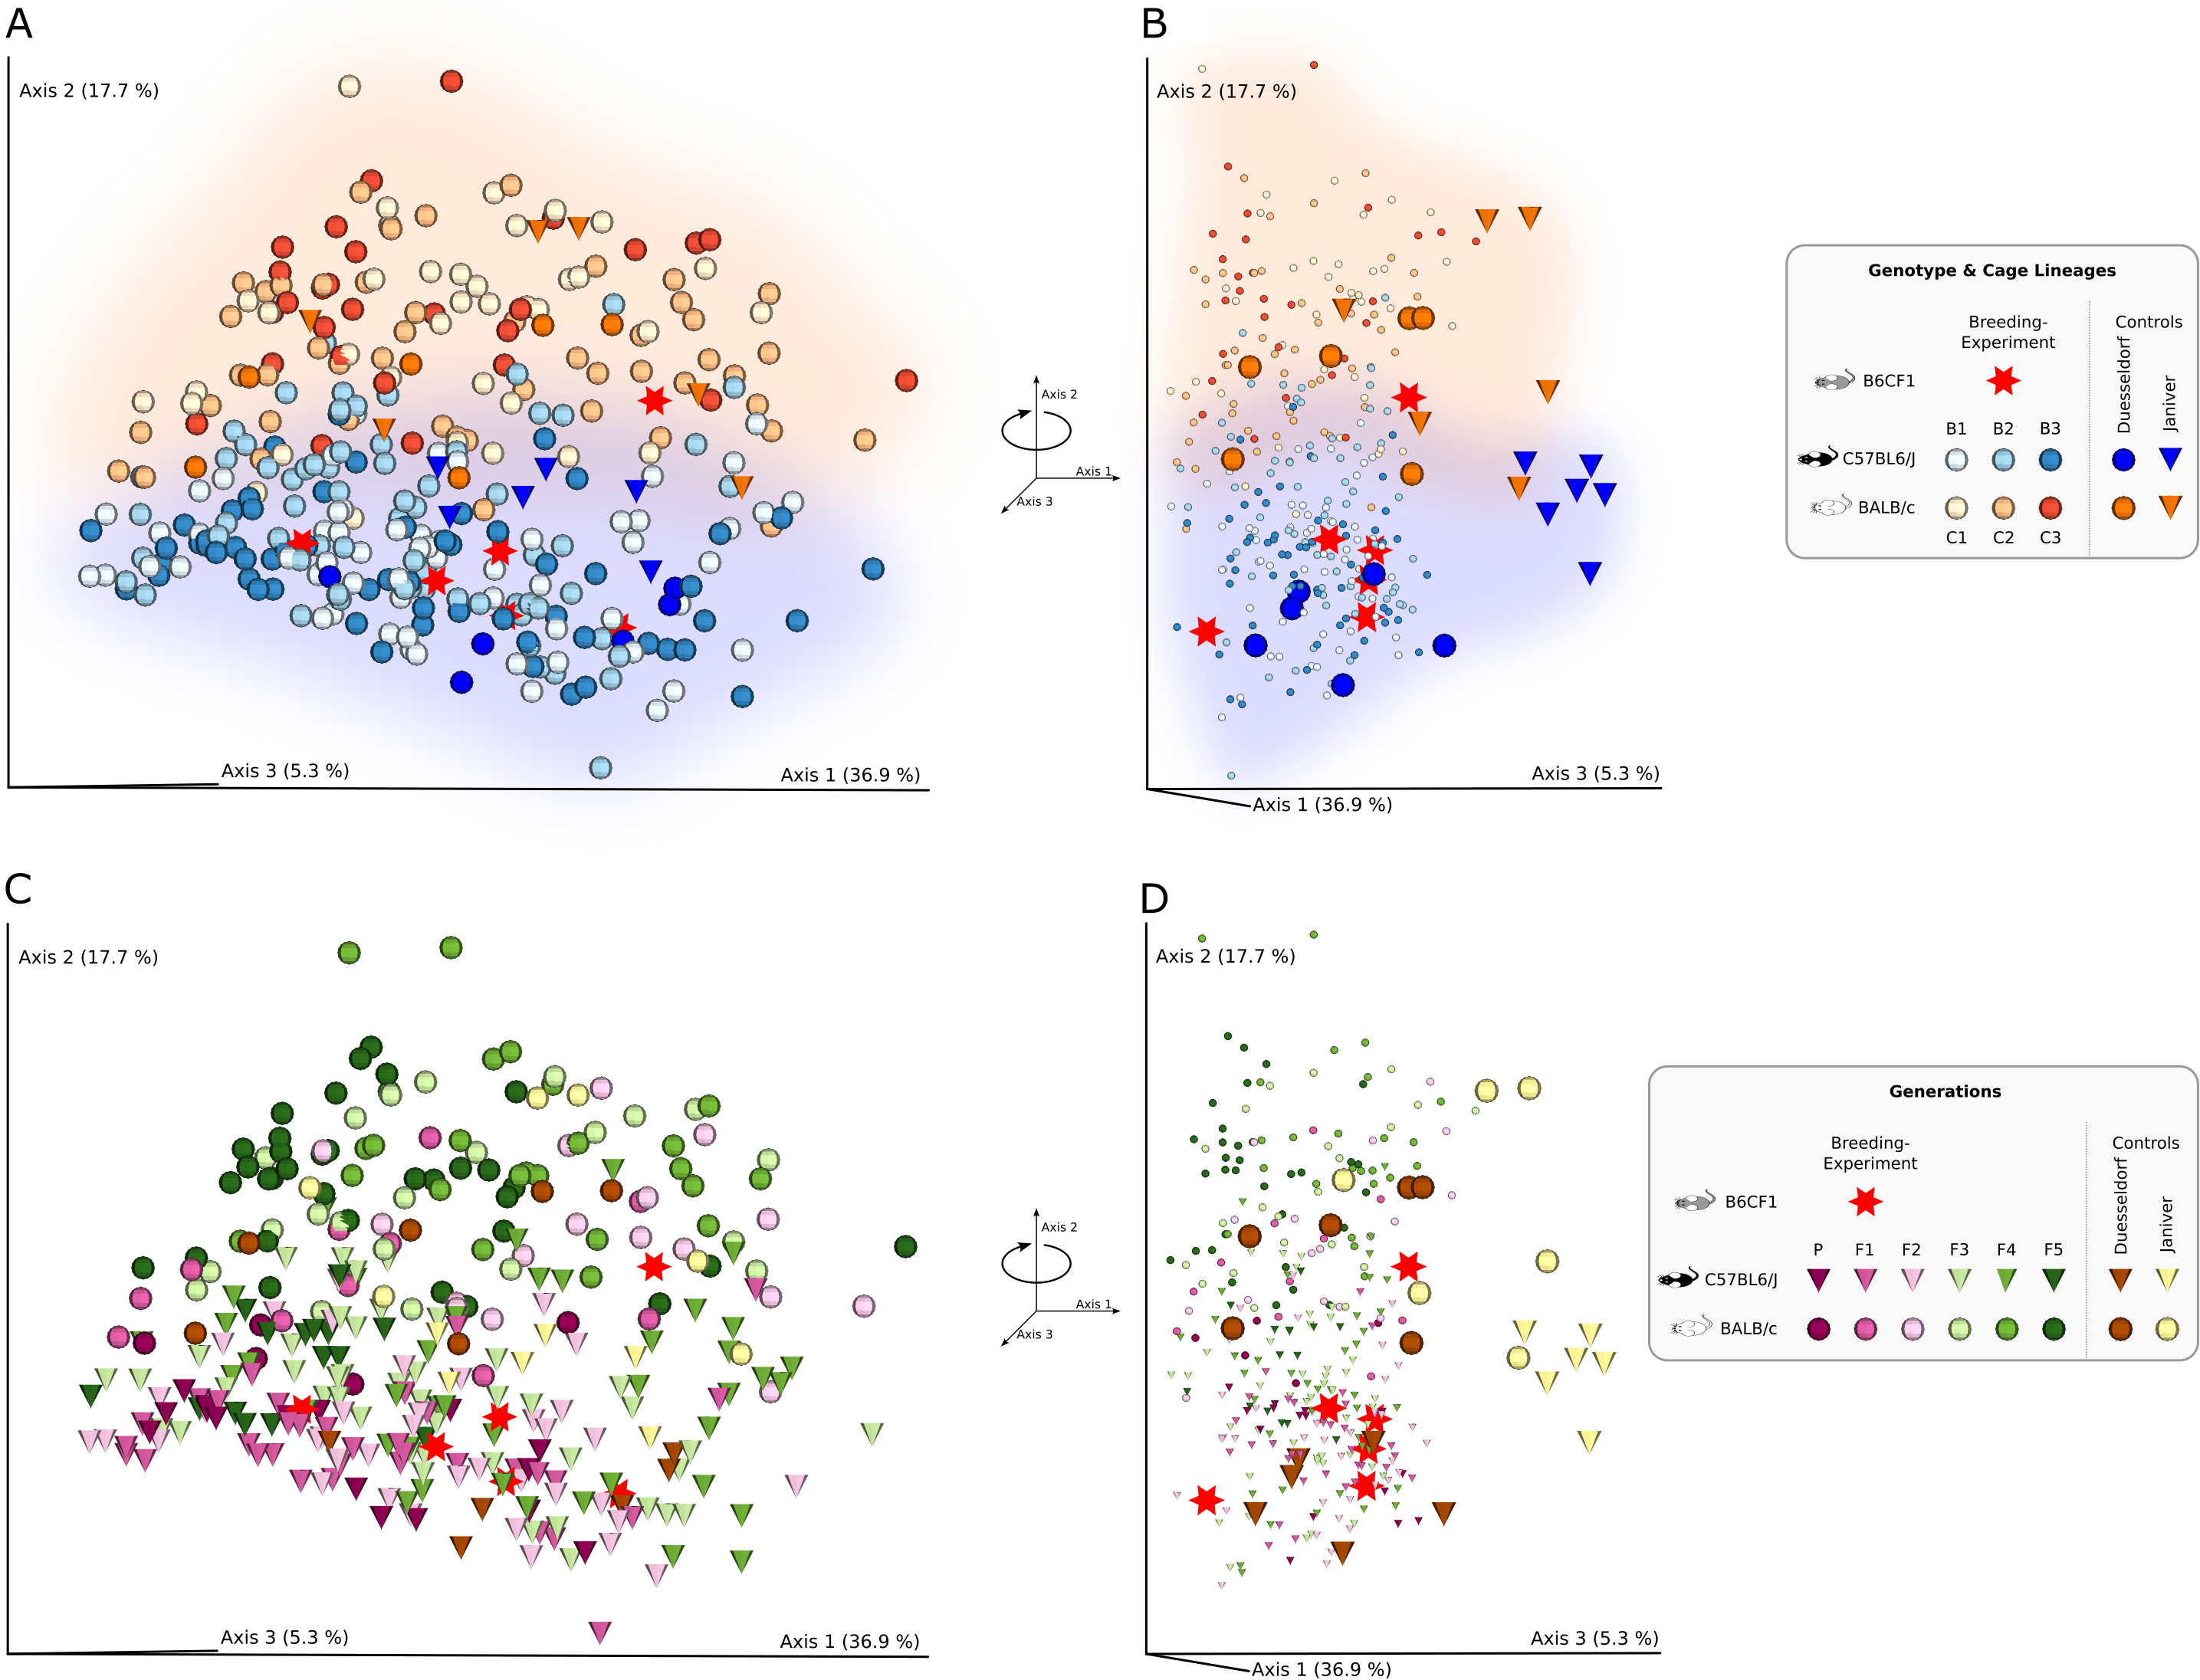 A
Axis 2 (17.7 %)
Axis 3 (5.3 %)
Axis 1 (36.9 %)
Axis 2
Axis 1
Axis 3
B
Axis 2 (17.7 %)
Axis 3 (5.3 %)
Axis 1 (36.9 %)
Genotype & Cage Lineages
Breeding-
Experiment
Controls
Duesseldorf
Janiver
B6CF1
B1 B2 B3
C57BL6/J
BALB/c
C1 C2 C3
C
Axis 2 (17.7 %)
Axis 3 (5.3 %)
Axis 1 (36.9 %)
Axis 2
Axis 1
Axis 3
D
Axis 2 (17.7 %)
Axis 3 (5.3 %)
Axis 1 (36.9 %)
Generations
Breeding-
Experiment
Controls
Duesseldorf
Janiver
B6CF1
P F1 F2 F3 F4 F5
C57BL6/J
BALB/c